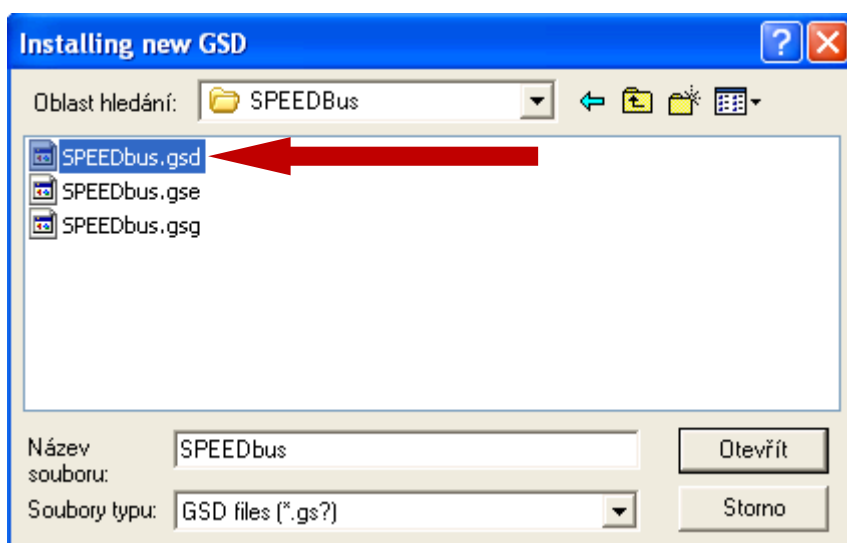 Installing new GSD
Oblast hledání: SPEEDBus
SPEEDbus.gsd
SPEEDbus.gse
SPEEDbus.gsg
Název souboru: SPEEDbus Otevřít
Soubory typu: GSD files (*.gs?) Storno